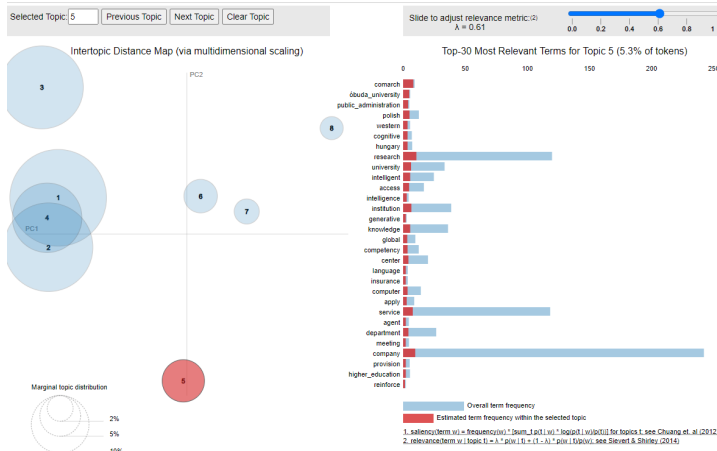 Selected Topic: 5 Previous Topic Next Topic Clear Topic
Slide to adjust relevance metric:(2)
λ = 0.61
0.0 0.2 0.4 0.6 0.8 1
Intertopic Distance Map (via multidimensional scaling)
PC2
PC1
3
8
1
6
7
4
2
5
Marginal topic distribution
2%
5%
10%
Top-30 Most Relevant Terms for Topic 5 (5.3% of tokens)
0 50 100 150 200 250
comarch
óbuda_university
public_administration
polish
western
cognitive
hungary
research
university
intelligent
access
intelligence
institution
generative
knowledge
global
competency
center
language
insurance
computer
apply
service
agent
department
meeting
company
provision
higher_education
reinforce
Overall term frequency
Estimated term frequency within the selected topic
1. saliency(term w) = frequency(w) * [sum_t p(t | w) * log(p(t | w)/p(t))] for topics t; see Chuang et. al (2012
2. relevance(term w | topic t) = λ * p(w | t) + (1 - λ) * p(w | t)/p(w); see Sievert & Shirley (2014)